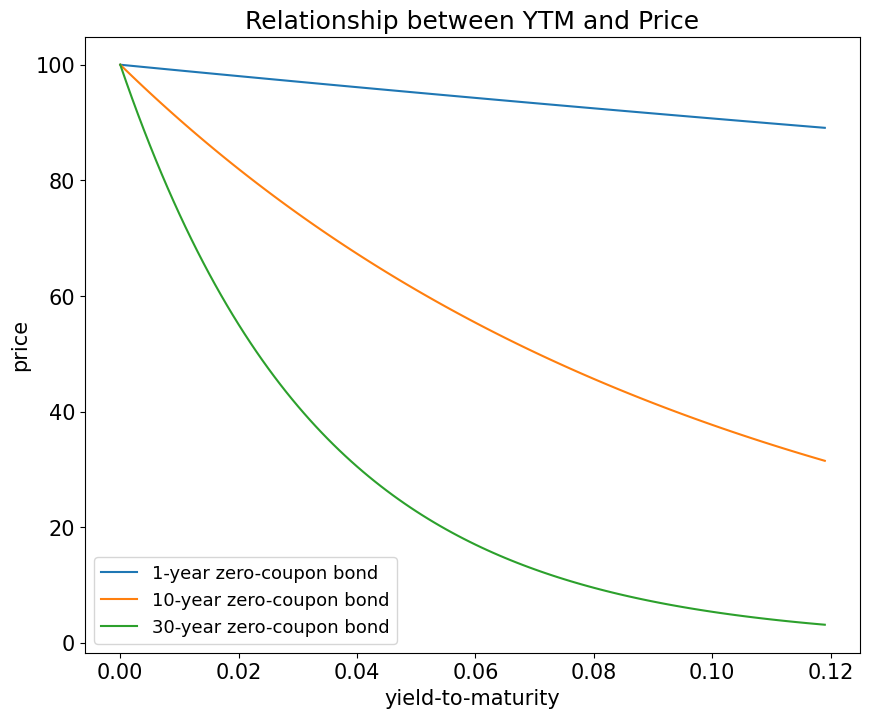 Relationship between YTM and Price
price
100
80
60
40
20
0
1-year zero-coupon bond
10-year zero-coupon bond
30-year zero-coupon bond
0.00 0.02 0.04 0.06 0.08 0.10 0.12
yield-to-maturity